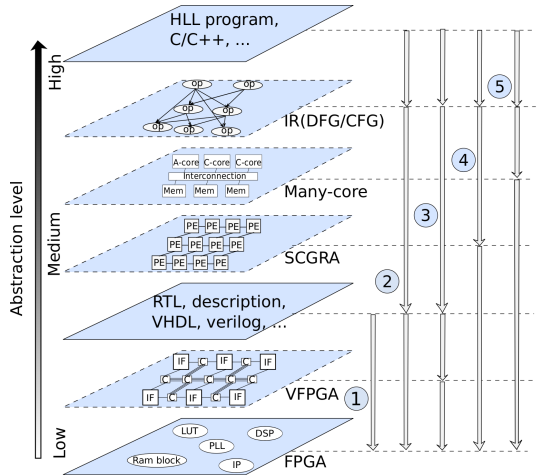 HLL program,
C/C++, ...
High
op op
op op
op op op
IR(DFG/CFG)
5
A-core C-core C-core
Interconnection
Mem Mem Mem
Many-core
4
Abstraction level
Medium
PE PE PE PE
PE PE PE PE
PE PE PE PE
SCGRA
3
RTL, description,
VHDL, verilog, ...
2
IF C IF C IF
C C C C C
IF C IF C IF
VFPGA
1
Low
LUT DSP
PLL
Ram block IP
FPGA